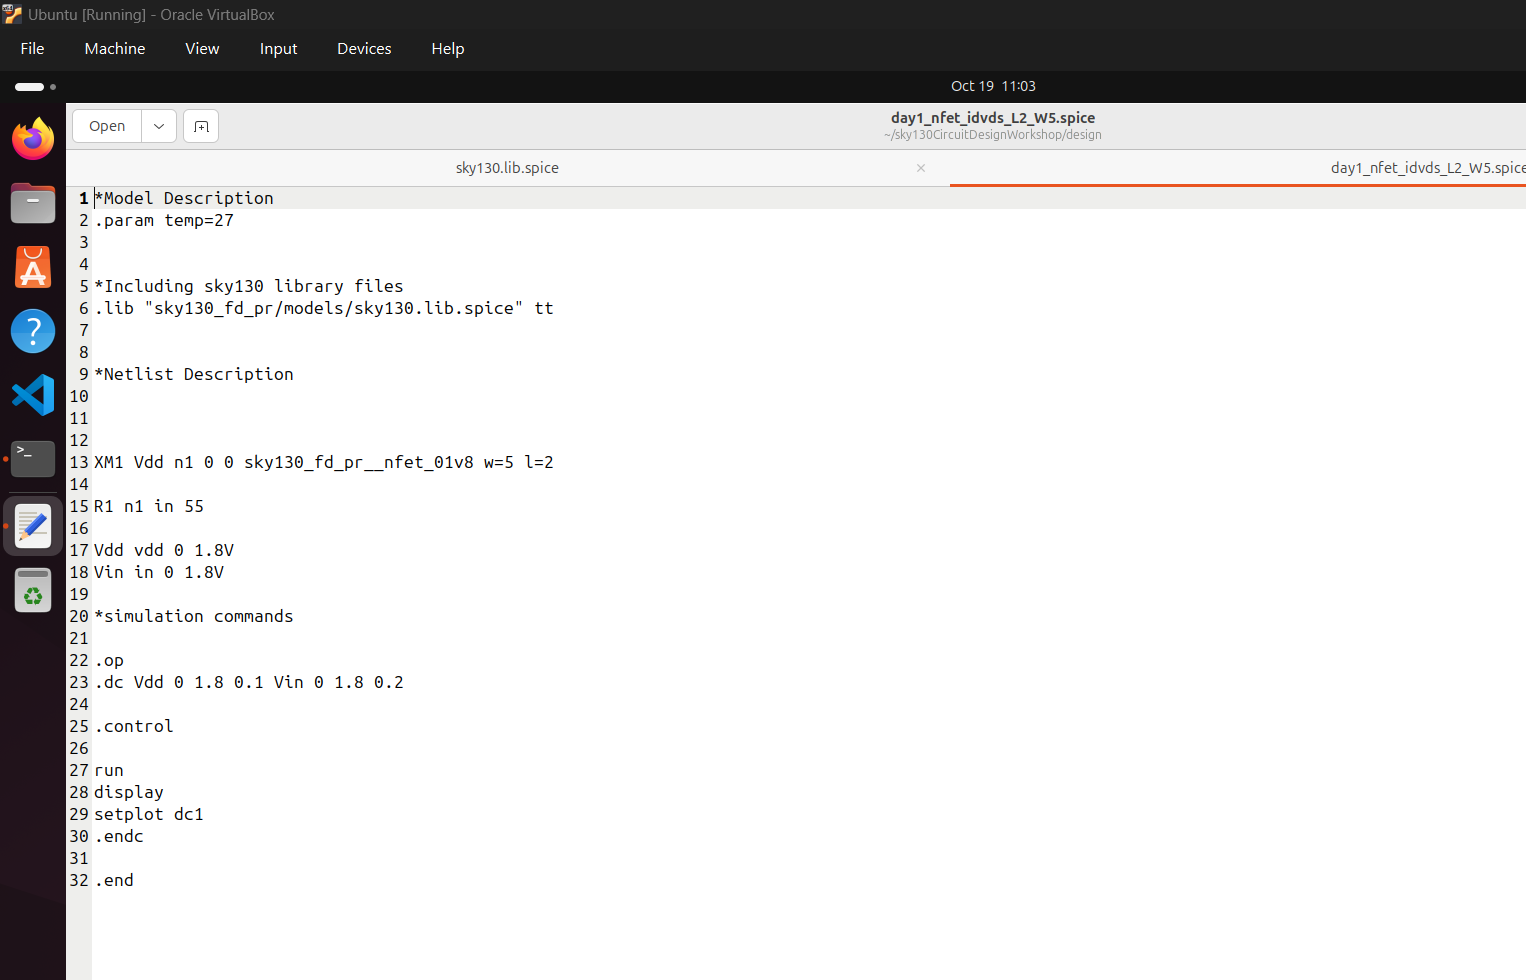 Ubuntu [Running] - Oracle VirtualBox
File Machine View Input Devices Help
Oct 19 11:03
Open
day1_nfet_idvds_L2_W5.spice
~/sky130CircuitDesignWorkshop/design
sky130.lib.spice
day1_nfet_idvds_L2_W5.spice
1 *Model Description
2 .param temp=27
3
4
5 *Including sky130 library files
6 .lib "sky130_fd_pr/models/sky130.lib.spice" tt
7
8
9 *Netlist Description
10
11
12
13 XM1 Vdd n1 0 0 sky130_fd_pr__nfet_01v8 w=5 l=2
14
15 R1 n1 in 55
16
17 Vdd vdd 0 1.8V
18 Vin in 0 1.8V
19
20 *simulation commands
21
22 .op
23 .dc Vdd 0 1.8 0.1 Vin 0 1.8 0.2
24
25 .control
26
27 run
28 display
29 setplot dc1
30 .endc
31
32 .end